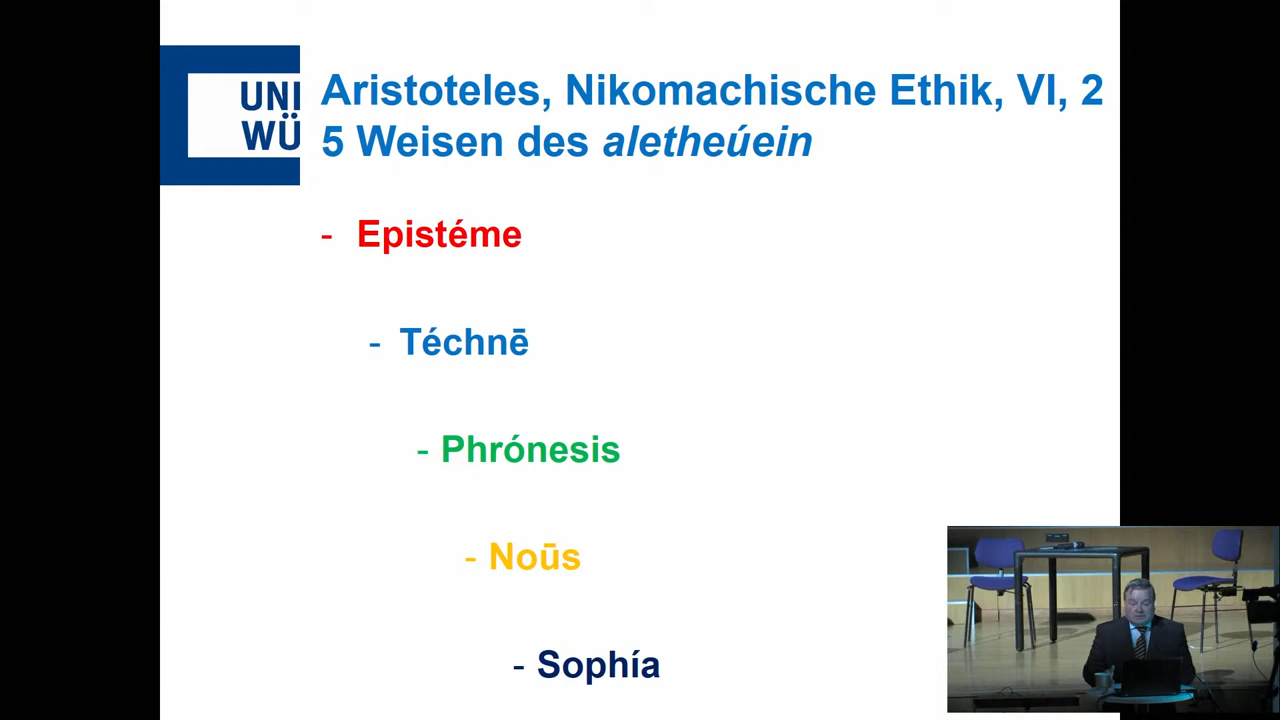 UNI
WÜ
Aristoteles, Nikomachische Ethik, VI, 2
5 Weisen des aletheúein
- Epistéme
- Téchnē
- Phrónesis
- Noūs
- Sophía